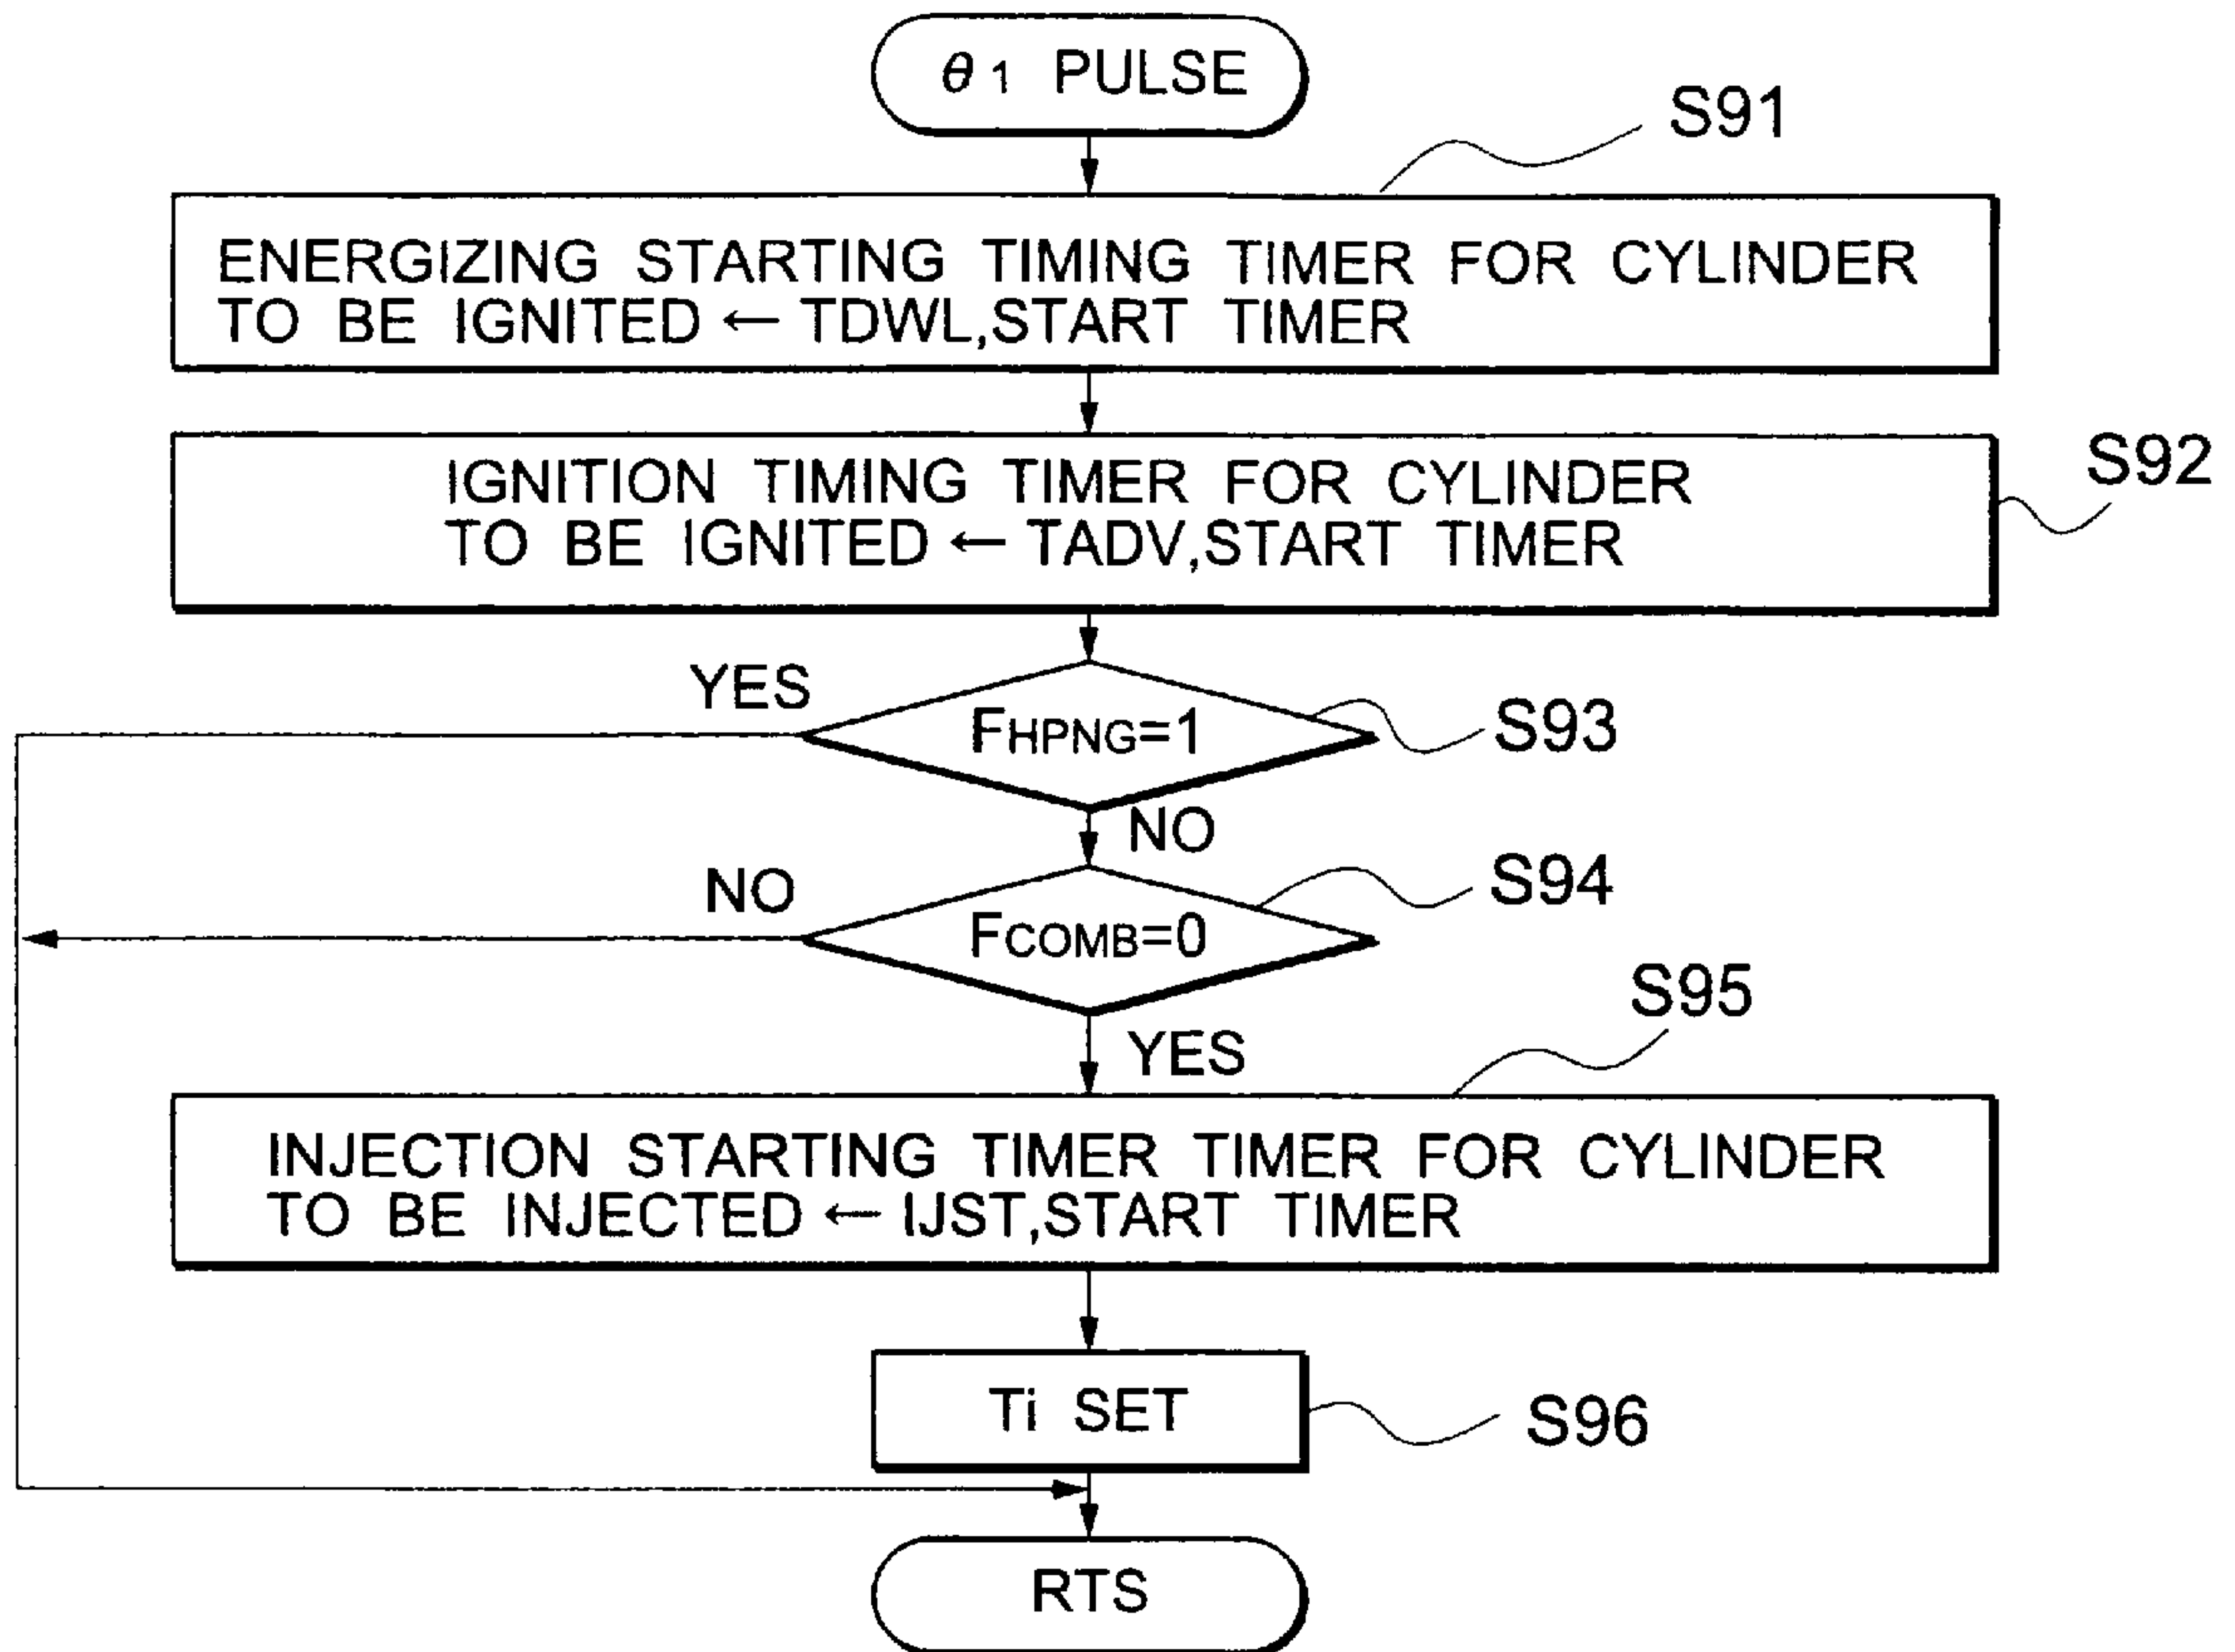 θ1 PULSE
S91
ENERGIZING STARTING TIMING TIMER FOR CYLINDER
TO BE IGNITED ← TDWL,START TIMER
S92
IGNITION TIMING TIMER FOR CYLINDER
TO BE IGNITED ← TADV,START TIMER
YES
FHPNG=1
S93
NO
NO
FCOMB=0
S94
YES
S95
INJECTION STARTING TIMER TIMER FOR CYLINDER
TO BE INJECTED ← IJST,START TIMER
Ti SET
S96
RTS